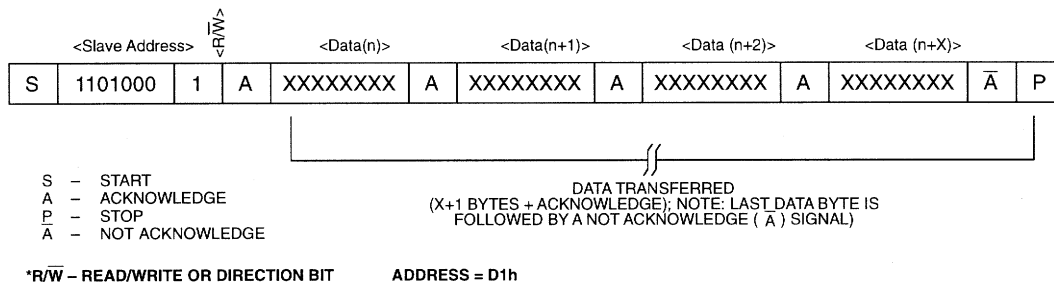 <R/W̅>
<Slave Address> <Data(n)> <Data(n+1)> <Data (n+2)> <Data (n+X)>
S 1101000 1 A XXXXXXXX A XXXXXXXX A XXXXXXXX A XXXXXXXX A̅ P
S – START
A – ACKNOWLEDGE
P – STOP
A̅ – NOT ACKNOWLEDGE
DATA TRANSFERRED
(X+1 BYTES + ACKNOWLEDGE); NOTE: LAST DATA BYTE IS
FOLLOWED BY A NOT ACKNOWLEDGE ( A̅ ) SIGNAL)
*R/W̅ – READ/WRITE OR DIRECTION BIT ADDRESS = D1h